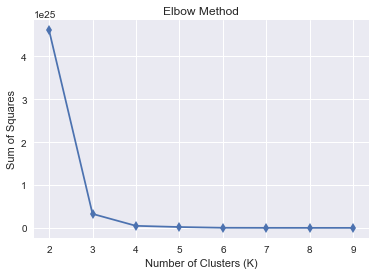 Elbow Method
1e25
4
3
2
1
0
Sum of Squares
2 3 4 5 6 7 8 9
Number of Clusters (K)